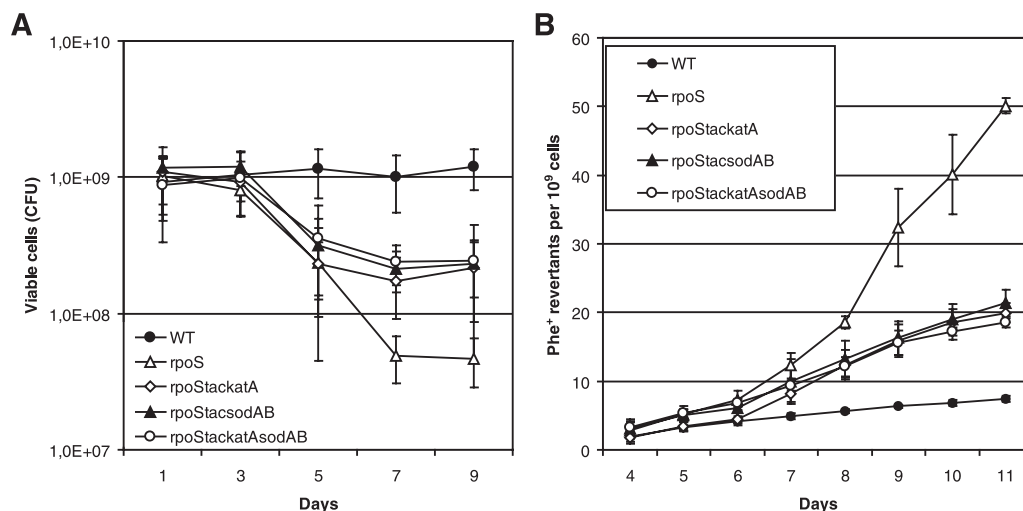 A
1,0E+10
1,0E+09
1,0E+08
1,0E+07
Viable cells (CFU)
WT
rpoS
rpoStackatA
rpoStacsodAB
rpoStackatAsodAB
1 3 5 7 9
Days
B
60
50
40
30
20
10
0
Phe⁺ revertants per 10⁹ cells
WT
rpoS
rpoStackatA
rpoStacsodAB
rpoStackatAsodAB
4 5 6 7 8 9 10 11
Days